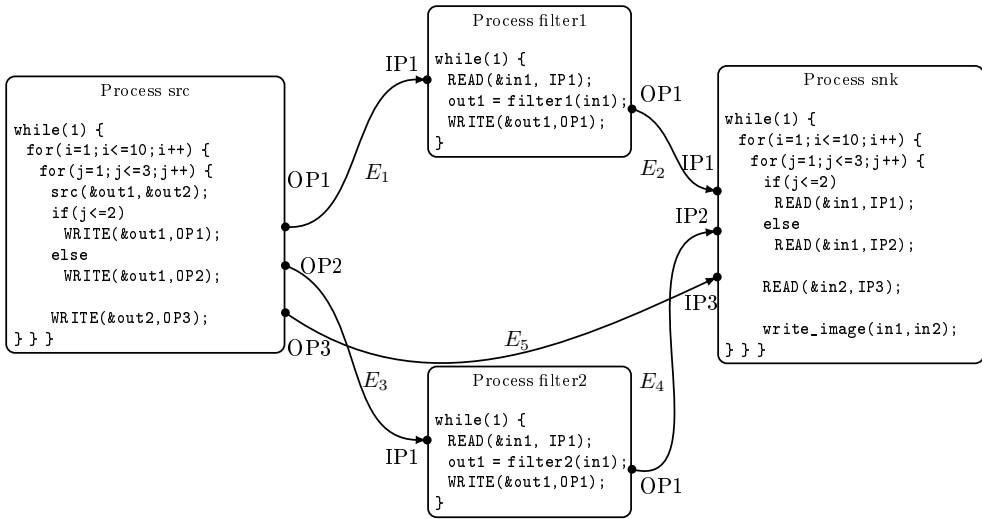 Process src
while(1) {
for(i=1;i<=10;i++) {
for(j=1;j<=3;j++) {
src(&out1,&out2);
if(j<=2)
WRITE(&out1,OP1);
else
WRITE(&out1,OP2);
WRITE(&out2,OP3);
} } }
OP1
OP2
OP3
E1
E3
E5
IP1
Process filter1
while(1) {
READ(&in1, IP1);
out1 = filter1(in1);
WRITE(&out1,OP1);
}
OP1
E2
IP1
Process filter2
while(1) {
READ(&in1, IP1);
out1 = filter2(in1);
WRITE(&out1,OP1);
}
OP1
E4
IP1
IP2
IP3
Process snk
while(1) {
for(i=1;i<=10;i++) {
for(j=1;j<=3;j++) {
if(j<=2)
READ(&in1,IP1);
else
READ(&in1,IP2);
READ(&in2,IP3);
write_image(in1,in2);
} } }